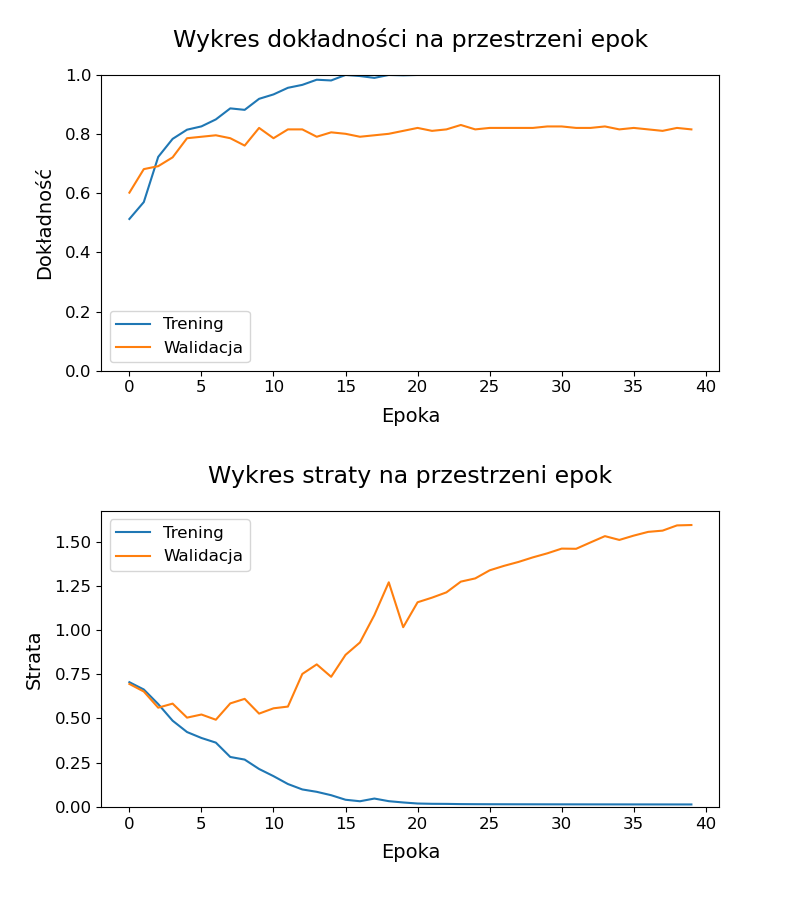 Wykres dokładności na przestrzeni epok
1.0
0.8
0.6
0.4
0.2
0.0
Dokładność
Trening
Walidacja
0 5 10 15 20 25 30 35 40
Epoka
Wykres straty na przestrzeni epok
1.50
1.25
1.00
0.75
0.50
0.25
0.00
Strata
Trening
Walidacja
0 5 10 15 20 25 30 35 40
Epoka